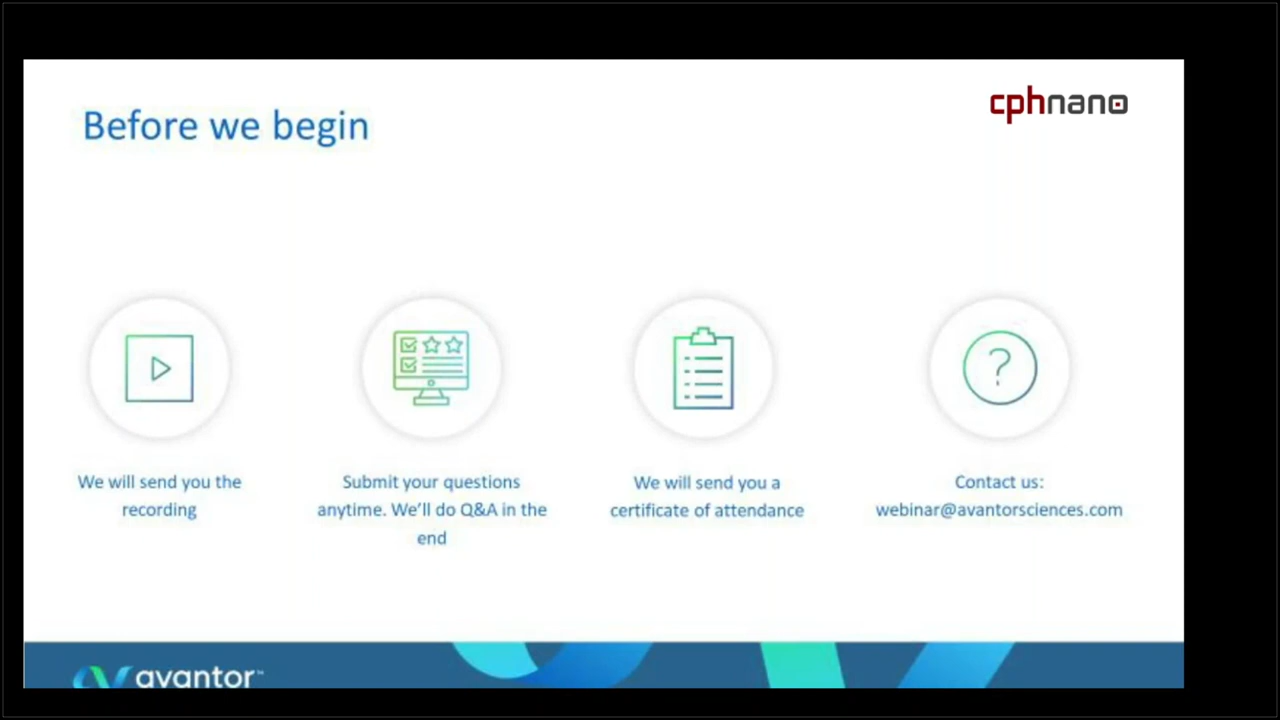 cphnano
Before we begin
We will send you the
recording
Submit your questions
anytime. We'll do Q&A in the
end
We will send you a
certificate of attendance
Contact us:
webinar@avantorsciences.com
avantor™